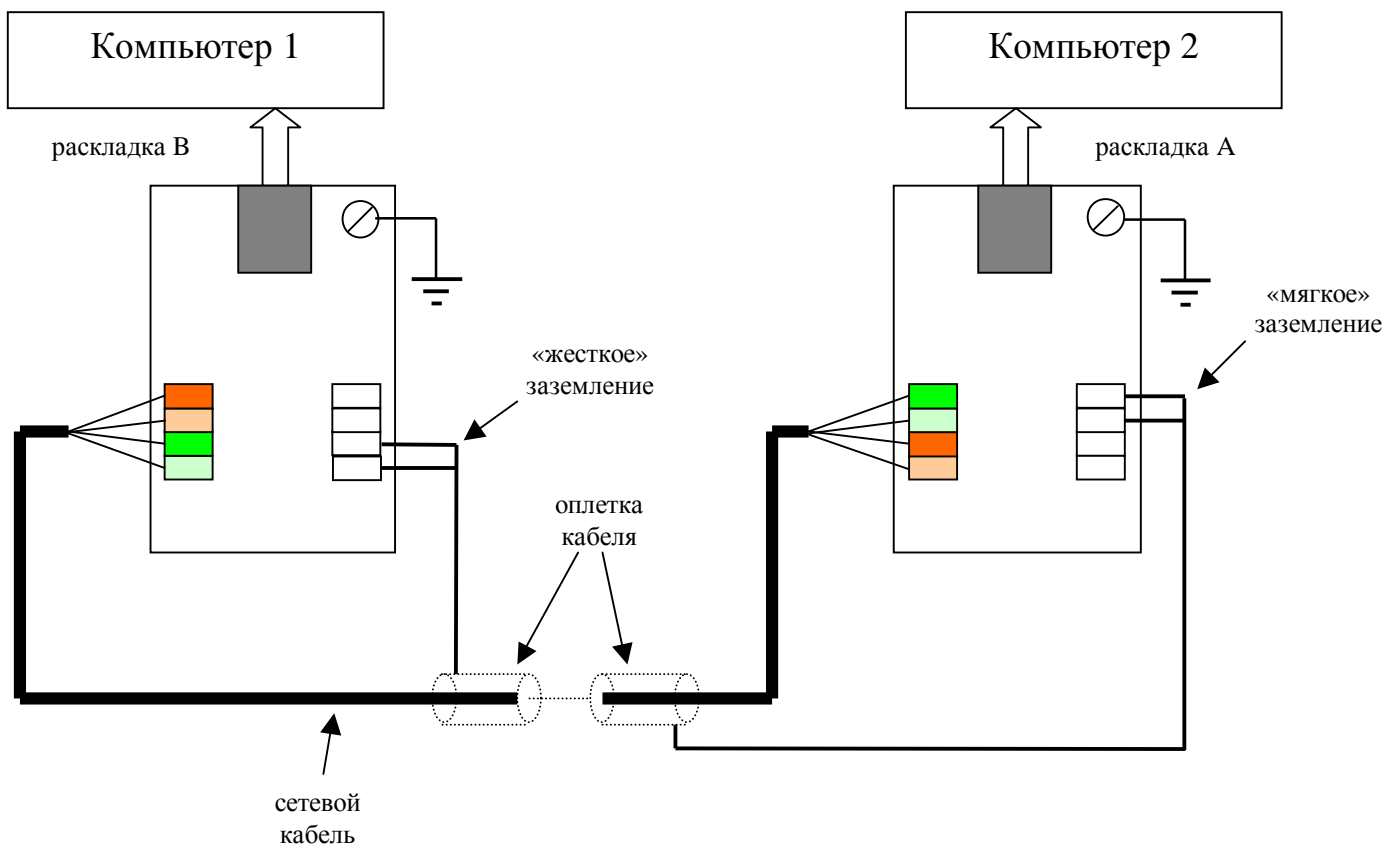 Компьютер 1
Компьютер 2
раскладка В
раскладка А
«жесткое»
заземление
«мягкое»
заземление
оплетка
кабеля
сетевой
кабель